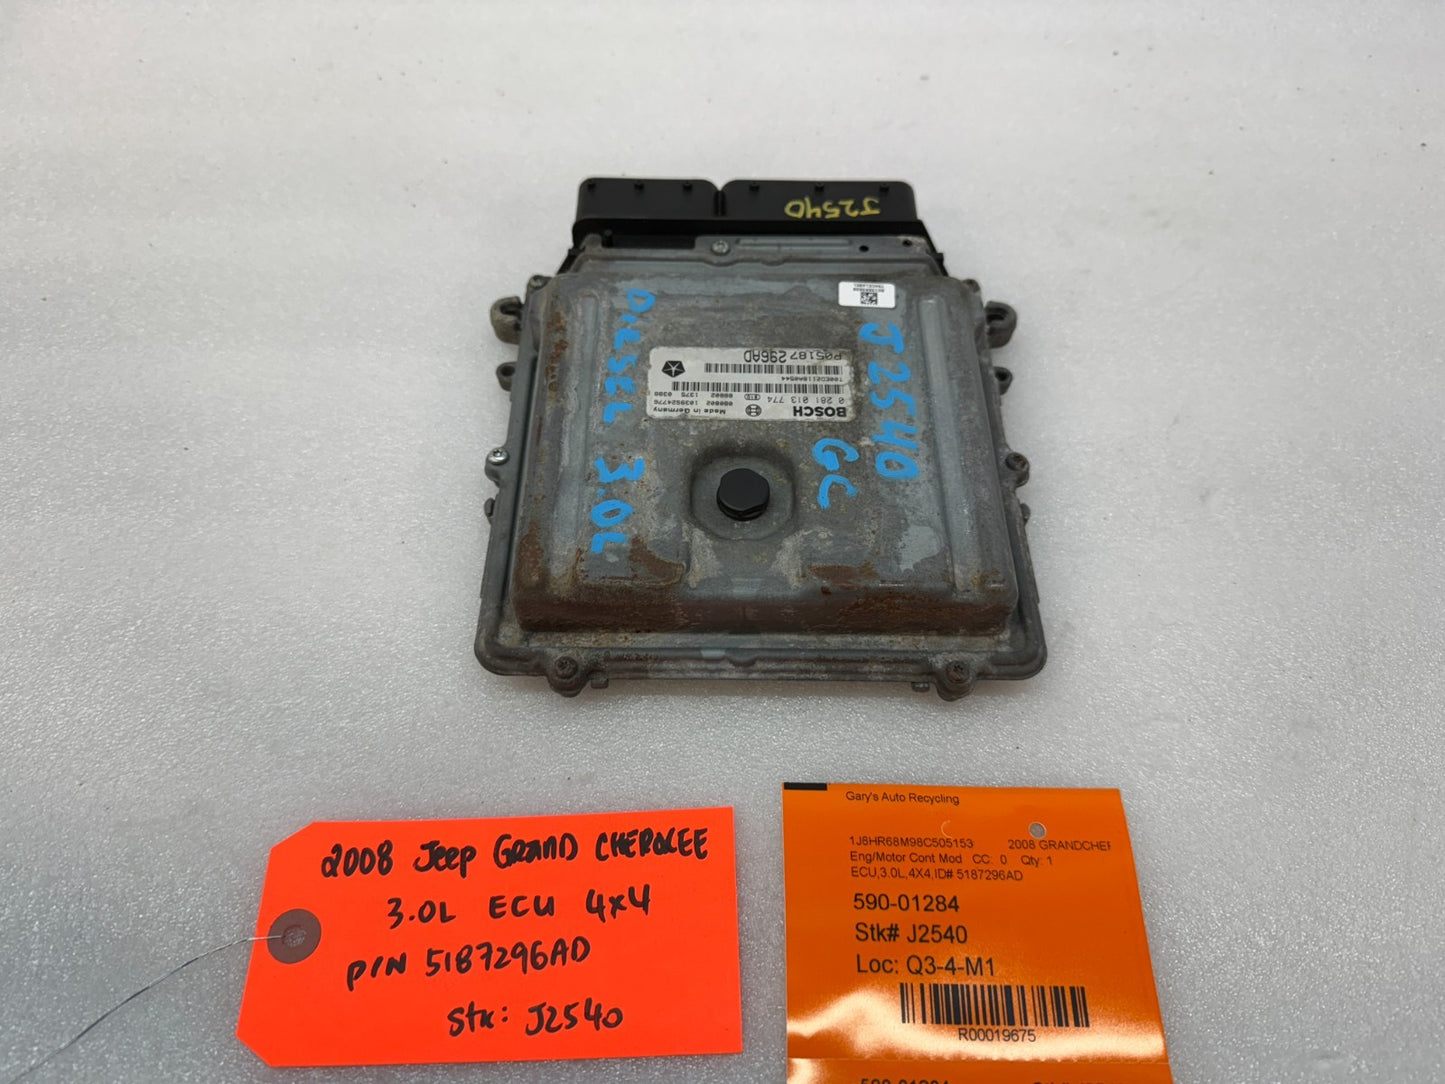 J2540
J2540
GC
DIESEL 3.0L
P05187296AD
T00ECD2118A0544
0 281 013 774
BOSCH
Made in Germany
2008 Jeep GRAND CHEROKEE
3.0L ECU 4x4
P/N 5187296AD
Stk: J2540
Gary's Auto Recycling
1J8HR68M98C505153 2008 GRANDCHER
Eng/Motor Cont Mod CC: 0 Qty: 1
ECU,3.0L,4X4,ID# 5187296AD
590-01284
Stk# J2540
Loc: Q3-4-M1
R00019675